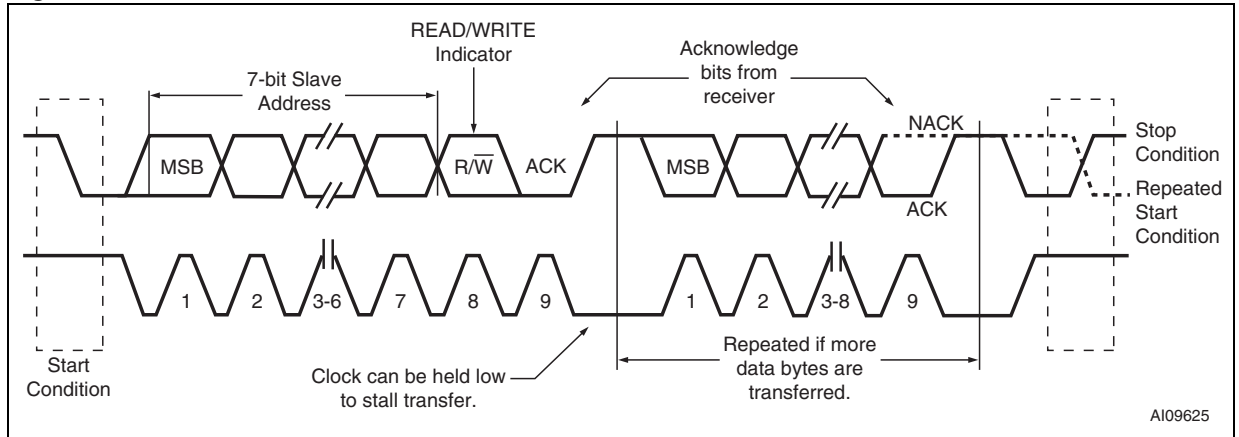 READ/WRITE
Indicator
Acknowledge
bits from
receiver
7-bit Slave
Address
NACK
Stop
Condition
MSB
R/W
ACK
MSB
ACK
Repeated
Start
Condition
1
2
3-6
7
8
9
1
2
3-8
9
Start
Condition
Clock can be held low
to stall transfer.
Repeated if more
data bytes are
transferred.
AI09625